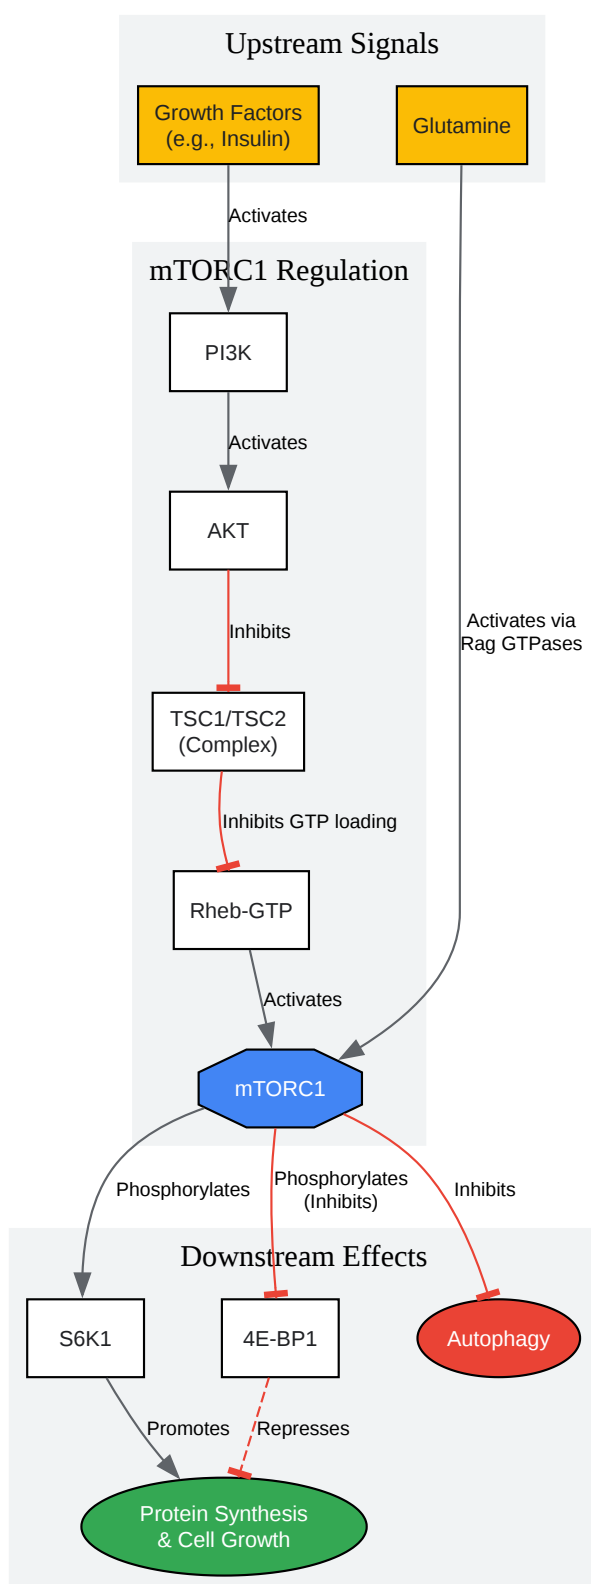 Upstream Signals
Growth Factors
(e.g., Insulin)
Glutamine
Activates
mTORC1 Regulation
PI3K
Activates
AKT
Inhibits
Activates via
Rag GTPases
TSC1/TSC2
(Complex)
Inhibits GTP loading
Rheb-GTP
Activates
mTORC1
Phosphorylates
Phosphorylates
(Inhibits)
Inhibits
Downstream Effects
S6K1
4E-BP1
Autophagy
Promotes
Represses
Protein Synthesis
& Cell Growth